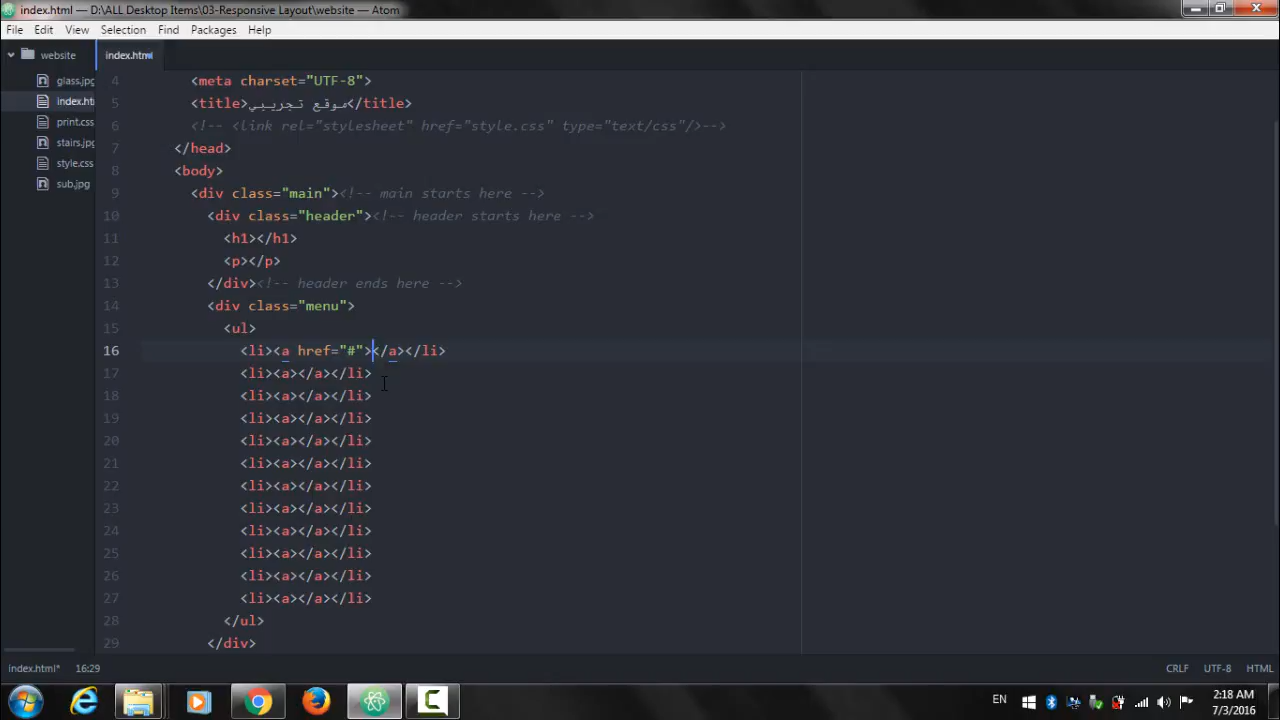 index.html — D:\ALL Desktop Items\03-Responsive Layout\website — Atom
File Edit View Selection Find Packages Help
website
index.html
glass.jpg
index.ht
print.css
stairs.jpg
style.css
sub.jpg
4 <meta charset="UTF-8">
5 <title>موقع تجريبي</title>
6 <!-- <link rel="stylesheet" href="style.css" type="text/css"/>-->
7 </head>
8 <body>
9 <div class="main"><!-- main starts here -->
10 <div class="header"><!-- header starts here -->
11 <h1></h1>
12 <p></p>
13 </div><!-- header ends here -->
14 <div class="menu">
15 <ul>
16 <li><a href="#"></a></li>
17 <li><a></a></li>
18 <li><a></a></li>
19 <li><a></a></li>
20 <li><a></a></li>
21 <li><a></a></li>
22 <li><a></a></li>
23 <li><a></a></li>
24 <li><a></a></li>
25 <li><a></a></li>
26 <li><a></a></li>
27 <li><a></a></li>
28 </ul>
29 </div>
index.html* 16:29 CRLF UTF-8 HTML
EN 2:18 AM
7/3/2016